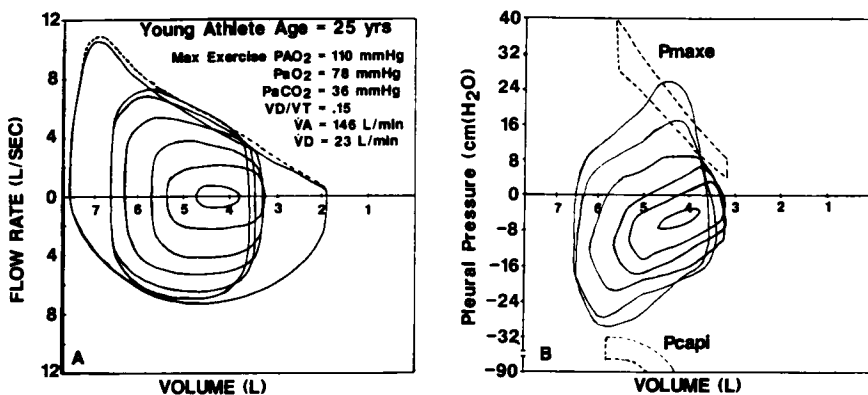 Young Athlete Age = 25 yrs
Max Exercise PAO2 = 110 mmHg
PaO2 = 78 mmHg
PaCO2 = 36 mmHg
VD/VT = .15
V̇A = 146 L/min
V̇D = 23 L/min
12
8
4
0
4
8
12
7 6 5 4 3 2 1
FLOW RATE (L/SEC)
A
VOLUME (L)
Pmaxe
40
32
24
16
8
0
-8
-16
-24
-32
-90
7 6 5 4 3 2 1
Pleural Pressure (cm(H2O)
B
Pcapi
VOLUME (L)